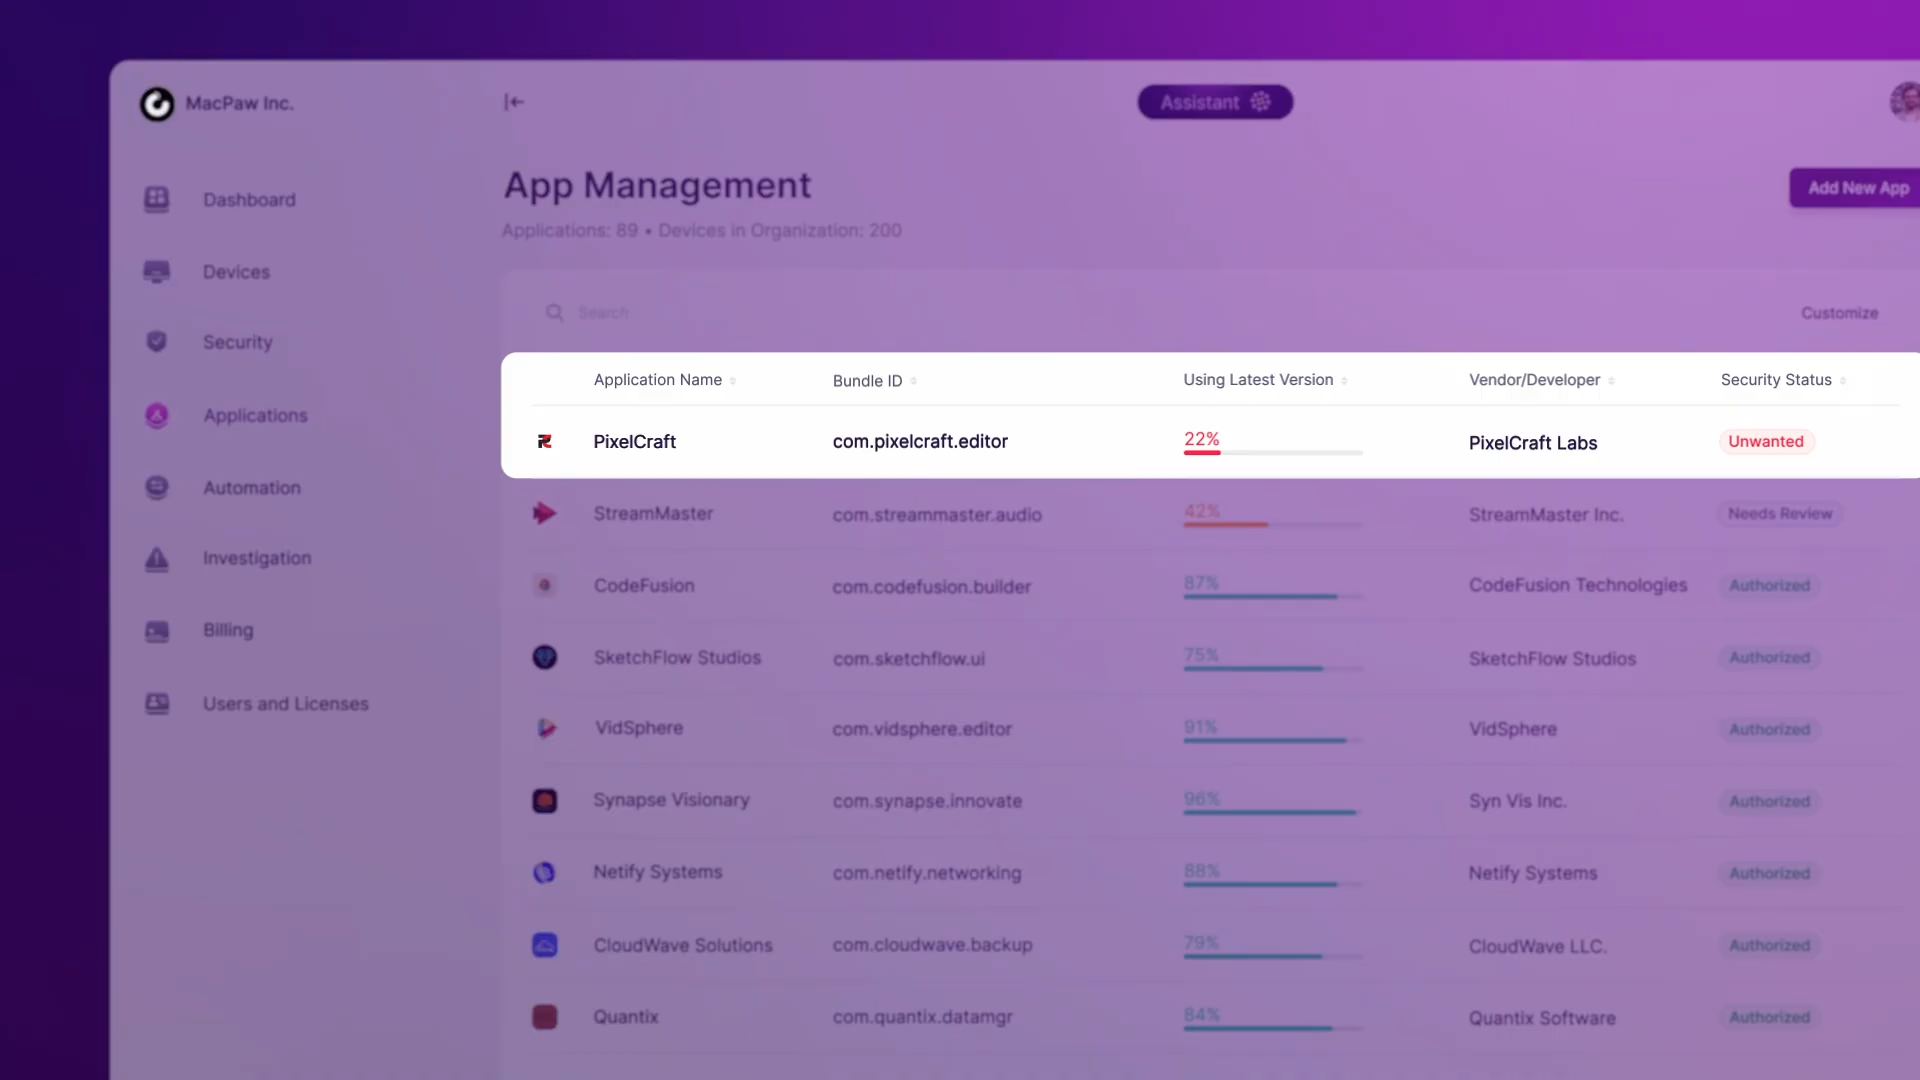 MacPaw Inc.
Assistant
Dashboard
Devices
Security
Applications
Automation
Investigation
Billing
Users and Licenses
App Management
Add New App
Applications: 89 • Devices in Organization: 200
Search
Customize
Application Name Bundle ID Using Latest Version Vendor/Developer Security Status
PixelCraft com.pixelcraft.editor 22% PixelCraft Labs Unwanted
StreamMaster com.streammaster.audio 42% StreamMaster Inc. Needs Review
CodeFusion com.codefusion.builder 87% CodeFusion Technologies Authorized
SketchFlow Studios com.sketchflow.ui 75% SketchFlow Studios Authorized
VidSphere com.vidsphere.editor 91% VidSphere Authorized
Synapse Visionary com.synapse.innovate 96% Syn Vis Inc. Authorized
Netify Systems com.netify.networking 88% Netify Systems Authorized
CloudWave Solutions com.cloudwave.backup 79% CloudWave LLC. Authorized
Quantix com.quantix.datamgr 84% Quantix Software Authorized